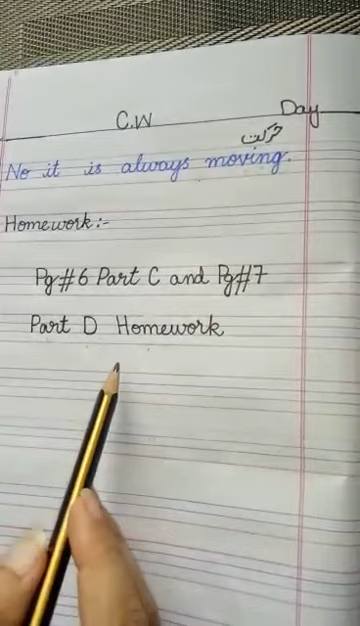 C.W Day
حرکت
No it is always moving.
Homework:-
Pg#6 Part C and Pg#7
Part D Homework